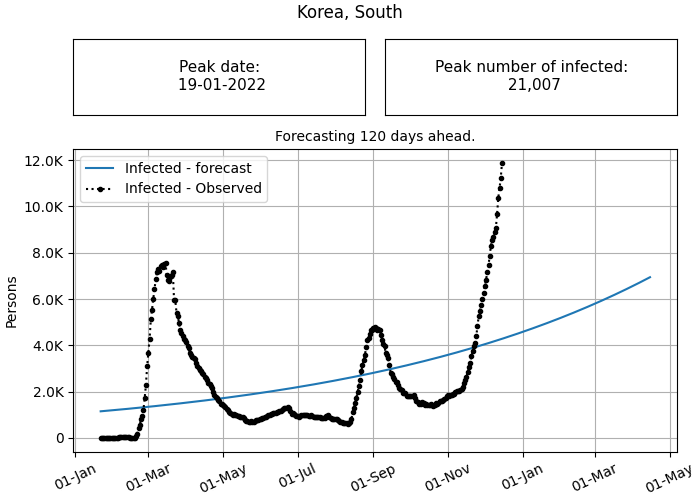 Korea, South
Peak date:
19-01-2022
Peak number of infected:
21,007
Forecasting 120 days ahead.
Infected - forecast
Infected - Observed
Persons
12.0K
10.0K
8.0K
6.0K
4.0K
2.0K
0
01-Jan
01-Mar
01-May
01-Jul
01-Sep
01-Nov
01-Jan
01-Mar
01-May